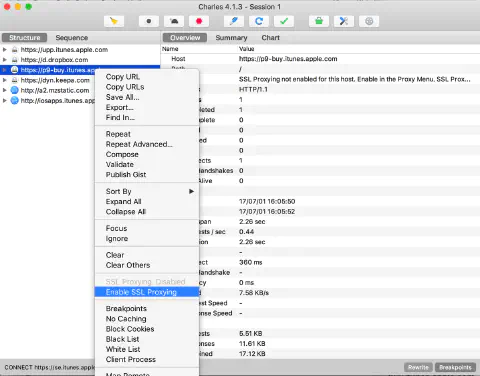 Charles 4.1.3 - Session 1
Structure Sequence
Overview Summary Chart
https://upp.itunes.apple.com
https://d.dropbox.com
https://p9-buy.itunes.app
https://dyn.keepa.com
http://a2.mzstatic.com
http://iosapps.itunes.apple
Copy URL
Copy URLs
Save All...
Export...
Find In...
Repeat
Repeat Advanced...
Compose
Validate
Publish Gist
Sort By
Expand All
Collapse All
Focus
Ignore
Clear
Clear Others
SSL Proxying Disabled
Enable SSL Proxying
Breakpoints
No Caching
Block Cookies
Black List
White List
Client Process
Map Remote
Name Value
Host https://p9-buy.itunes.apple.com
Path /
SSL Proxying not enabled for this host. Enable in the Proxy Menu, SSL Prox...
HTTP/1.1
s 1
leted 1
plete 0
d 0
ed 0
0
ects 1
Handshakes 0
Alive 0
17/07/01 16:05:50
17/07/01 16:05:52
span 2.26 sec
ests / sec 0.44
ion 2.26 sec
-
ect 360 ms
Handshake -
cy 0 ms
d 7.58 KB/s
est Speed -
onse Speed -
ests 5.51 KB
onses 11.61 KB
ined 17.12 KB
CONNECT https://se.itunes.app
Rewrite Breakpoints